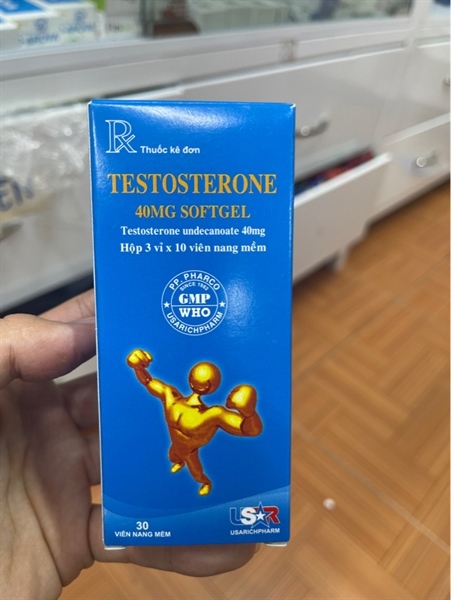 Rx Thuốc kê đơn
TESTOSTERONE
40MG SOFTGEL
Testosterone undecanoate 40mg
Hộp 3 vỉ x 10 viên nang mềm
PP. PHARCO
SINCE 1982
GMP
WHO
USARICHPHARM
30
VIÊN NANG MỀM
USR
USARICHPHARM